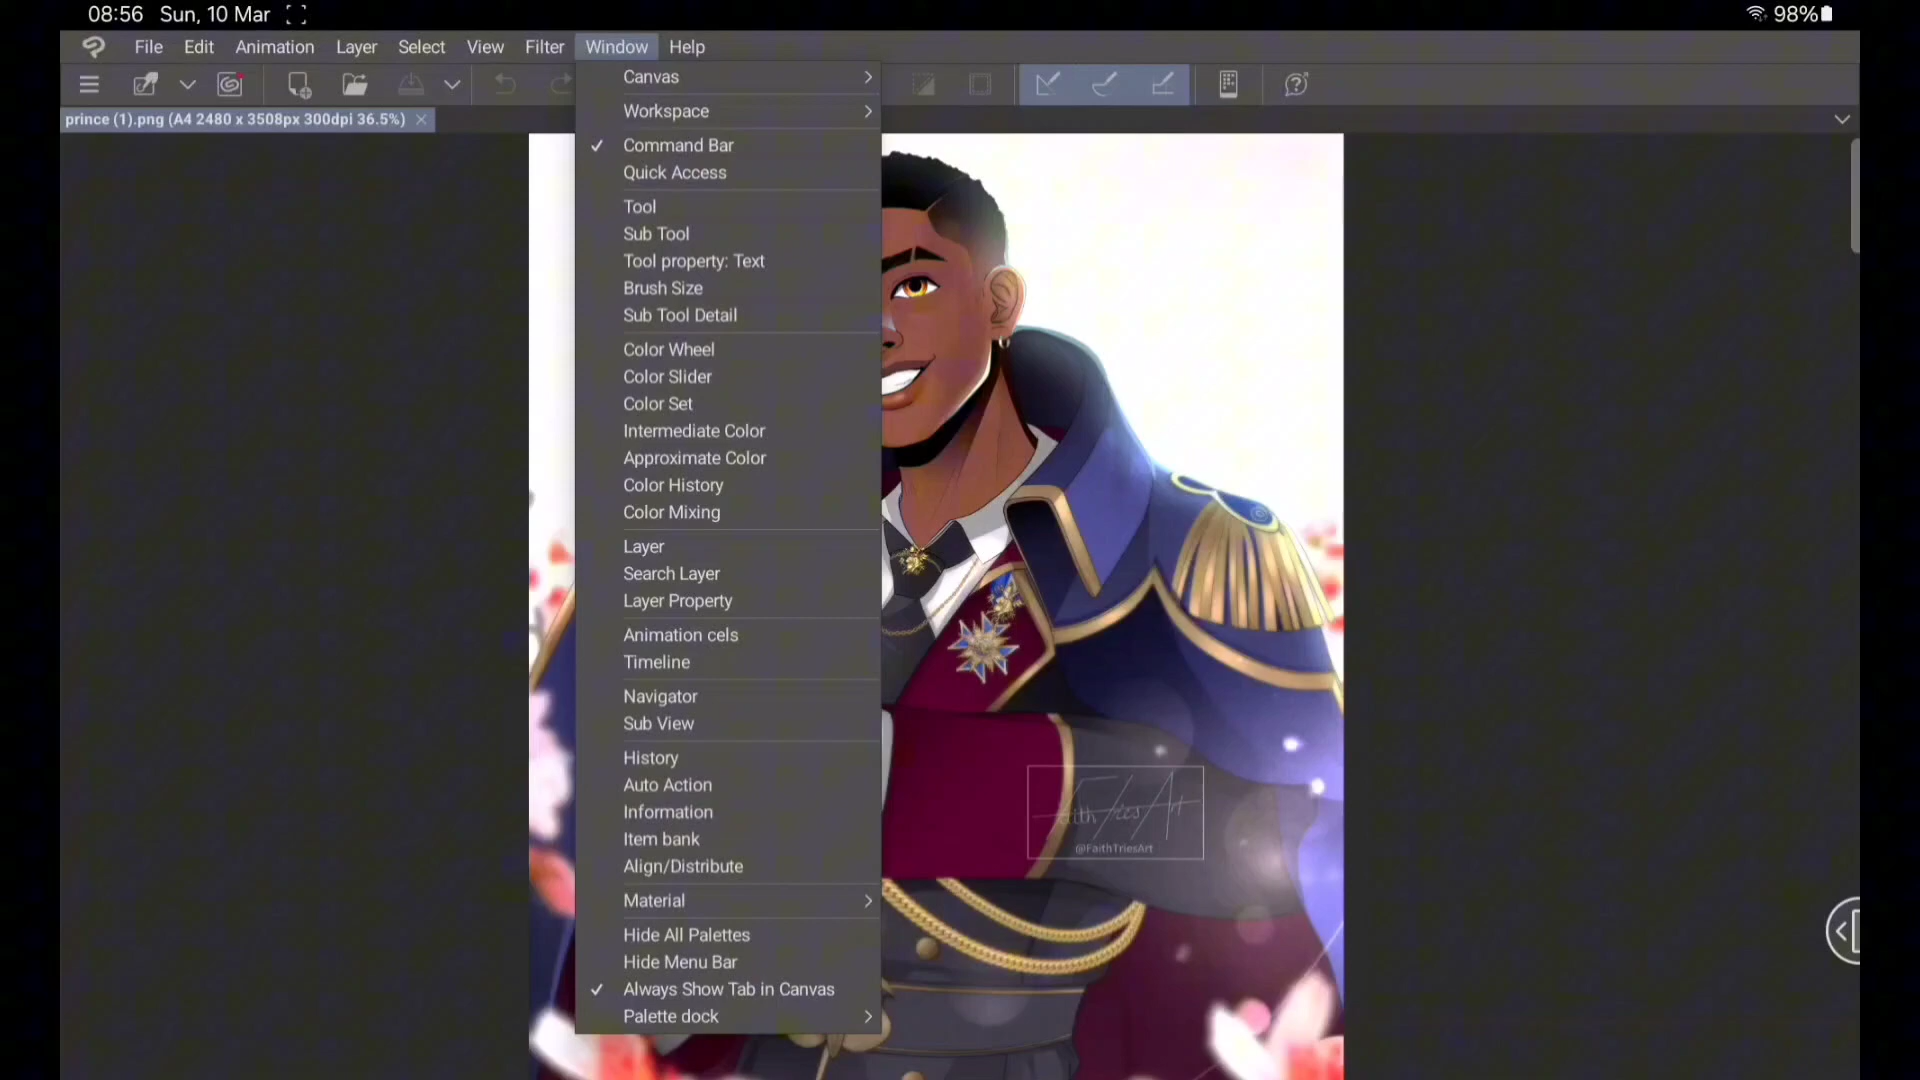 08:56 Sun, 10 Mar 98%
File Edit Animation Layer Select View Filter Window Help
prince (1).png (A4 2480 x 3508px 300dpi 36.5%)
Canvas
Workspace
Command Bar
Quick Access
Tool
Sub Tool
Tool property: Text
Brush Size
Sub Tool Detail
Color Wheel
Color Slider
Color Set
Intermediate Color
Approximate Color
Color History
Color Mixing
Layer
Search Layer
Layer Property
Animation cels
Timeline
Navigator
Sub View
History
Auto Action
Information
Item bank
Align/Distribute
Material
Hide All Palettes
Hide Menu Bar
Always Show Tab in Canvas
Palette dock
Faith Tries Art
@FaithTriesArt